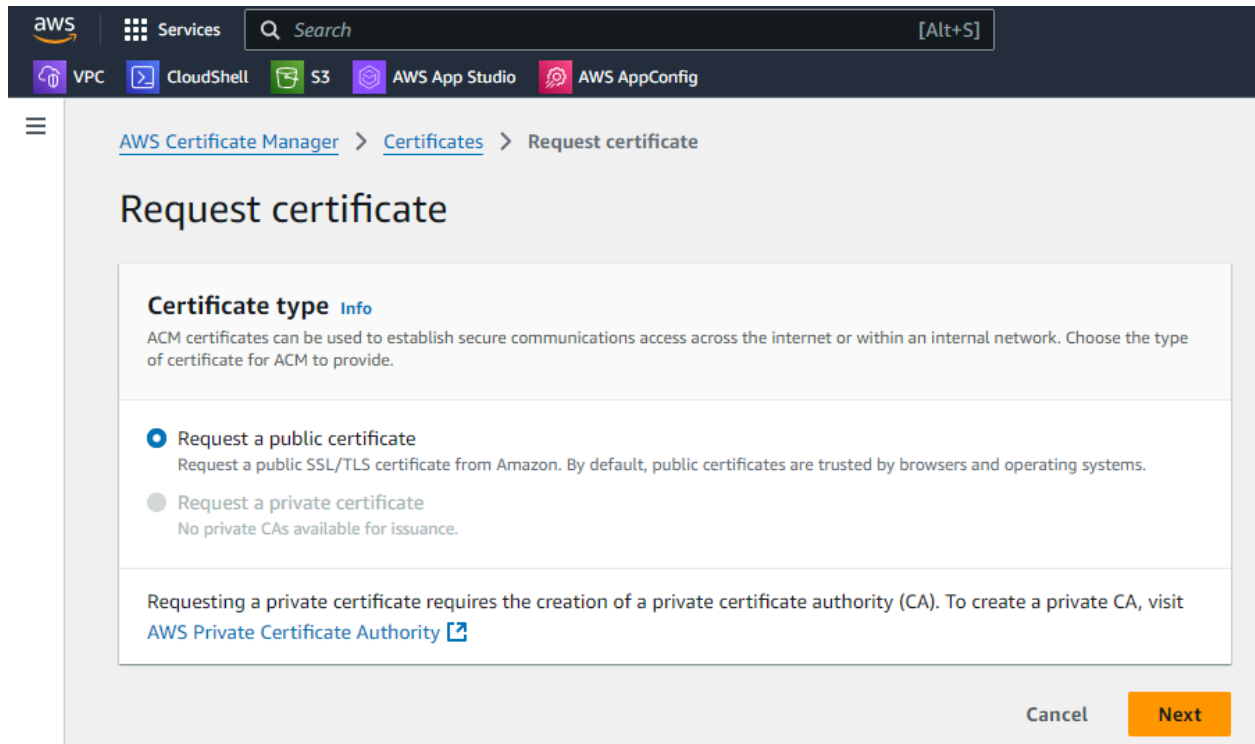 aws Services Search [Alt+S]
VPC CloudShell S3 AWS App Studio AWS AppConfig
AWS Certificate Manager > Certificates > Request certificate
Request certificate
Certificate type Info
ACM certificates can be used to establish secure communications access across the internet or within an internal network. Choose the type
of certificate for ACM to provide.
Request a public certificate
Request a public SSL/TLS certificate from Amazon. By default, public certificates are trusted by browsers and operating systems.
Request a private certificate
No private CAs available for issuance.
Requesting a private certificate requires the creation of a private certificate authority (CA). To create a private CA, visit
AWS Private Certificate Authority
Cancel Next